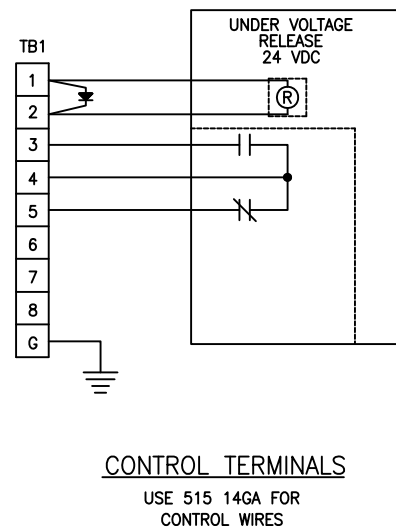 UNDER VOLTAGE
RELEASE
24 VDC
TB1
1
2
3
4
5
6
7
8
G
R
CONTROL TERMINALS
USE 515 14GA FOR
CONTROL WIRES